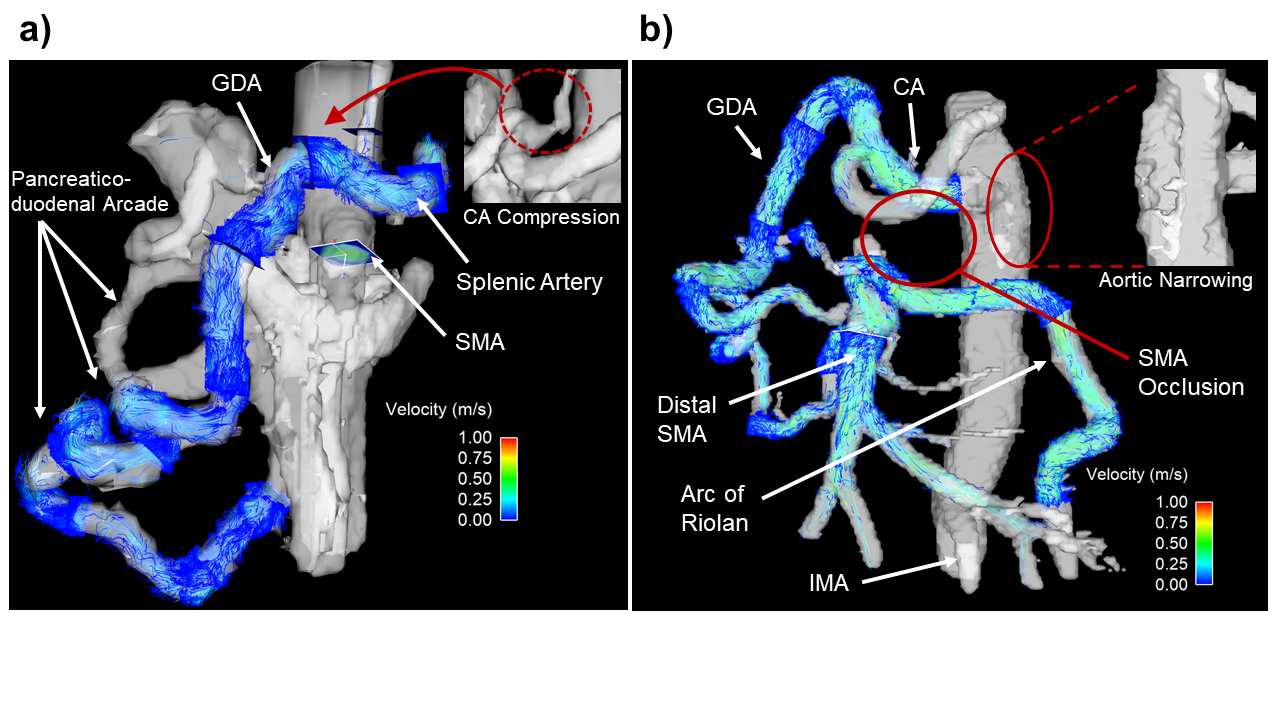 a)
GDA
Pancreatico-
duodenal Arcade
CA Compression
Splenic Artery
SMA
Velocity (m/s)
1.00
0.75
0.50
0.25
0.00
b)
GDA
CA
Aortic Narrowing
SMA
Occlusion
Distal
SMA
Arc of
Riolan
IMA
Velocity (m/s)
1.00
0.75
0.50
0.25
0.00